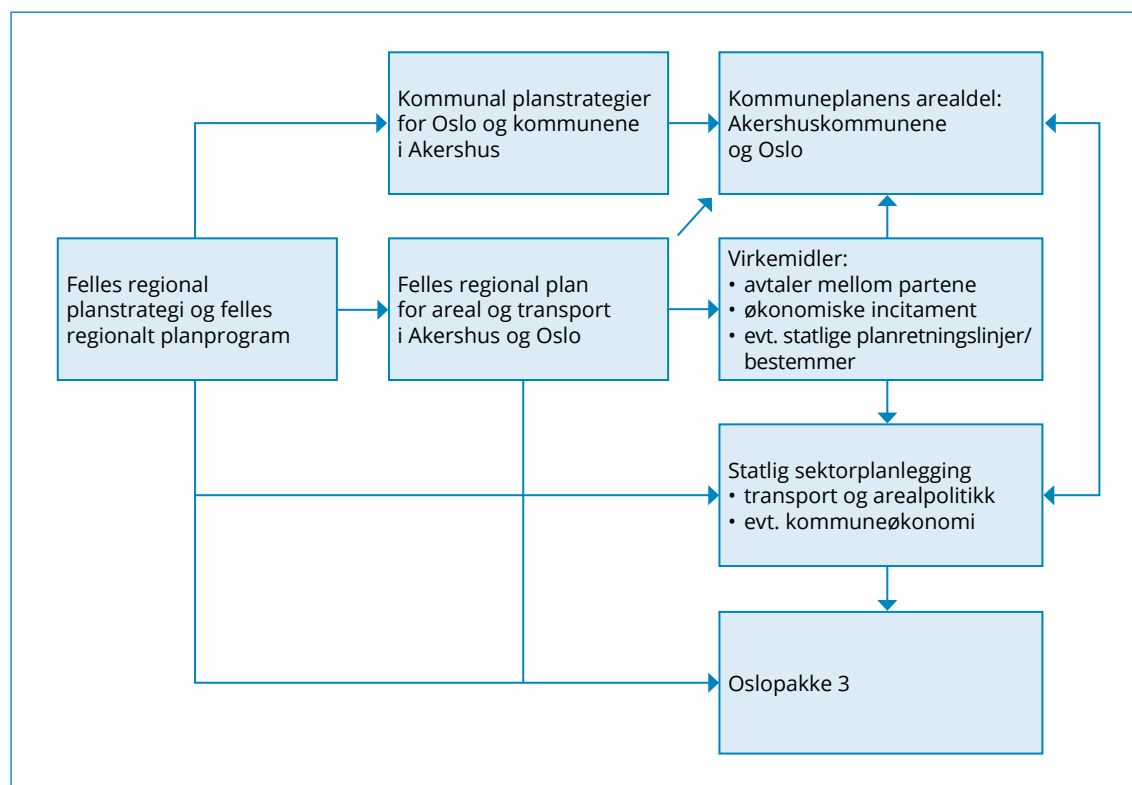 Kommunal planstrategier
for Oslo og kommunene
i Akershus
Kommuneplanens arealdel:
Akershuskommunene
og Oslo
Felles regional
planstrategi og felles
regionalt planprogram
Felles regional plan
for areal og transport
i Akershus og Oslo
Virkemidler:
• avtaler mellom partene
• økonomiske incitament
• evt. statlige planretningslinjer/
bestemmer
Statlig sektorplanlegging
• transport og arealpolitikk
• evt. kommuneøkonomi
Oslopakke 3